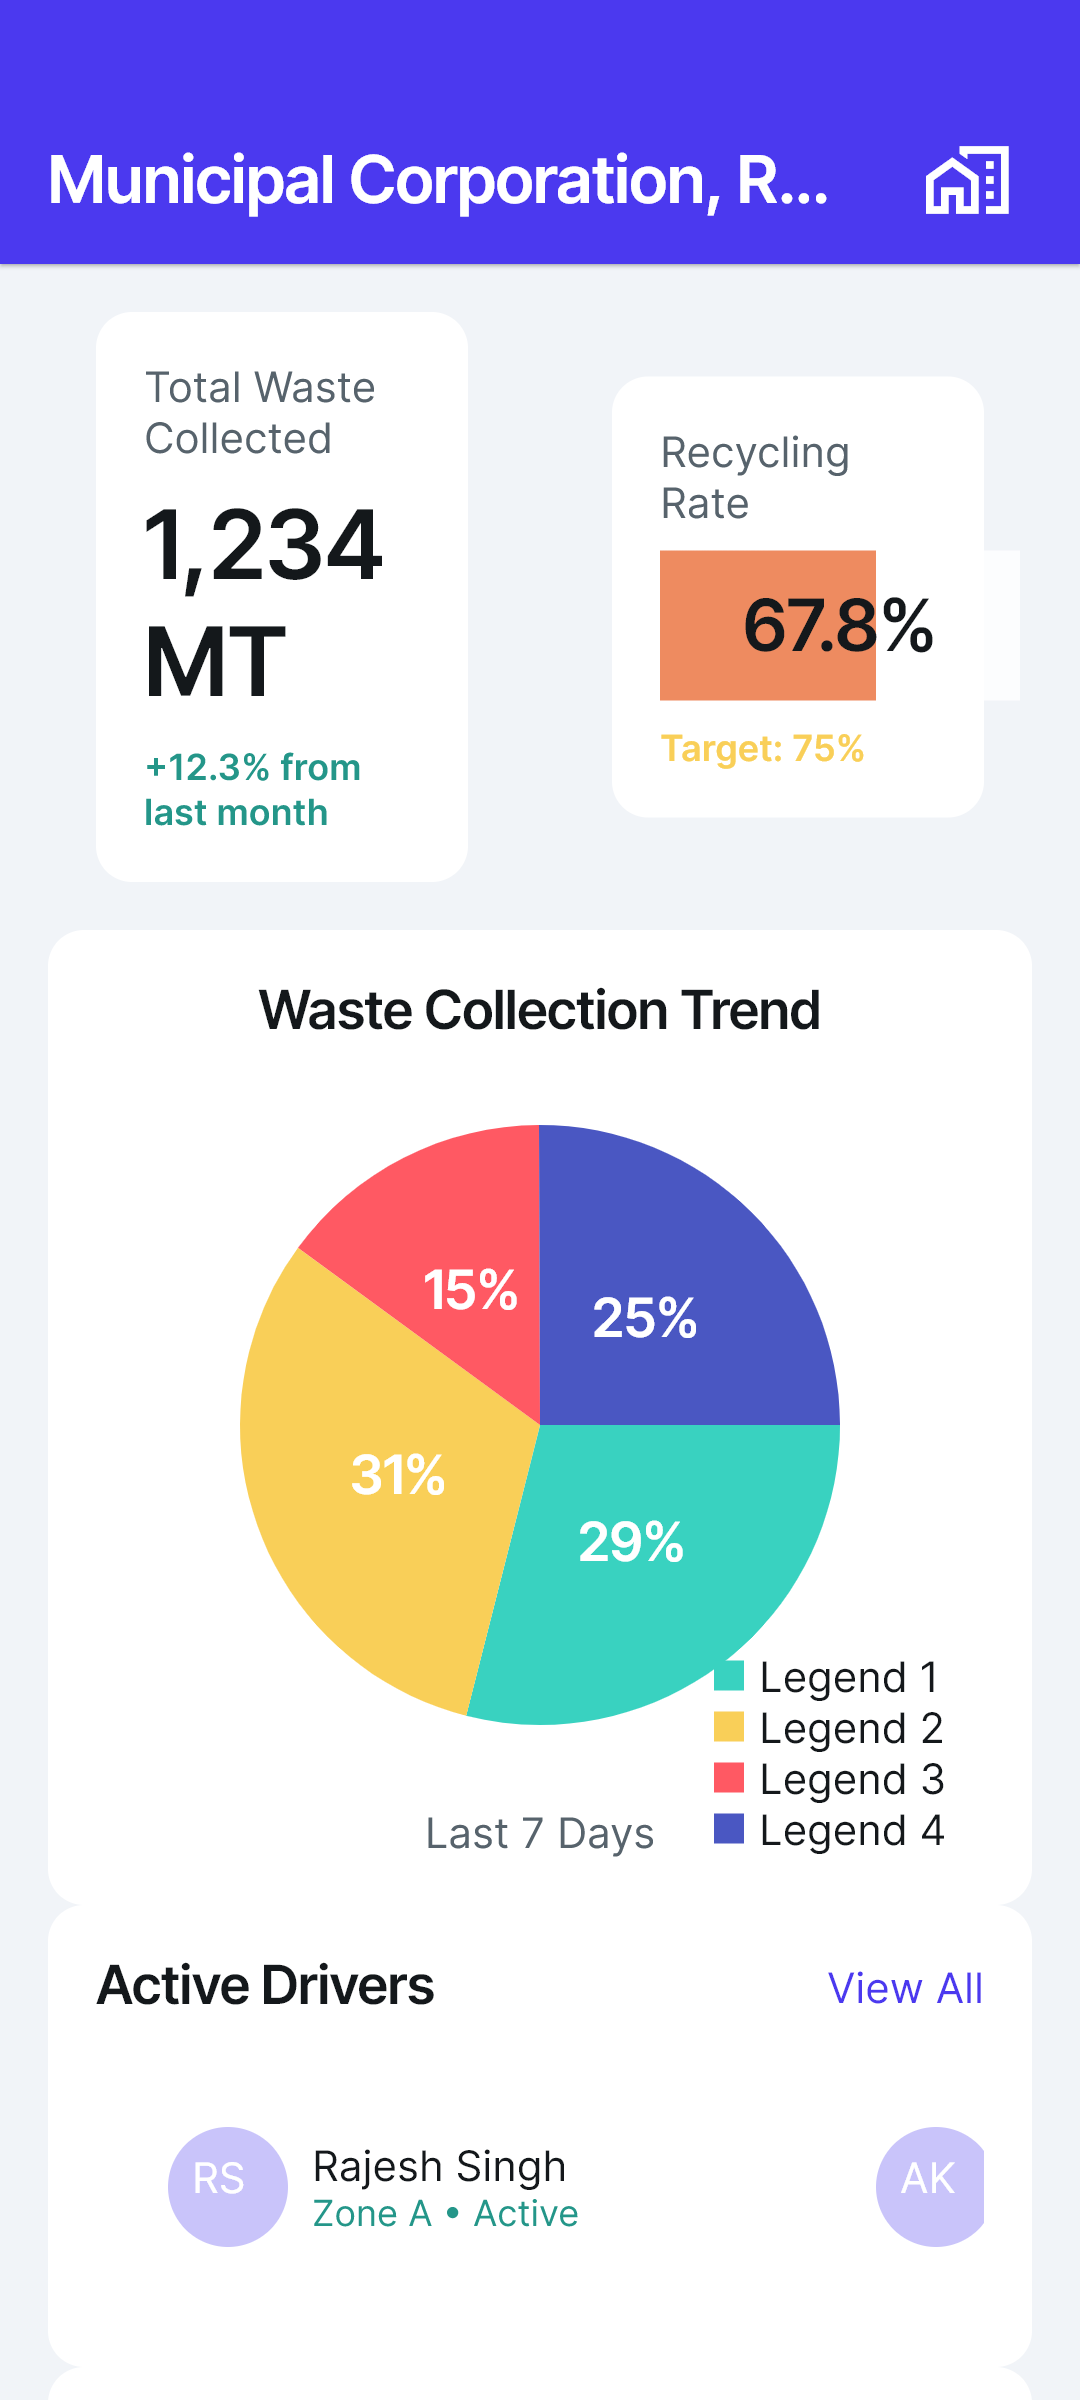 Municipal Corporation, R...
Total Waste
Collected
1,234
MT
+12.3% from
last month
Recycling
Rate
67.8%
Target: 75%
Waste Collection Trend
15%
25%
31%
29%
Legend 1
Legend 2
Legend 3
Legend 4
Last 7 Days
Active Drivers
View All
RS
Rajesh Singh
Zone A • Active
AK